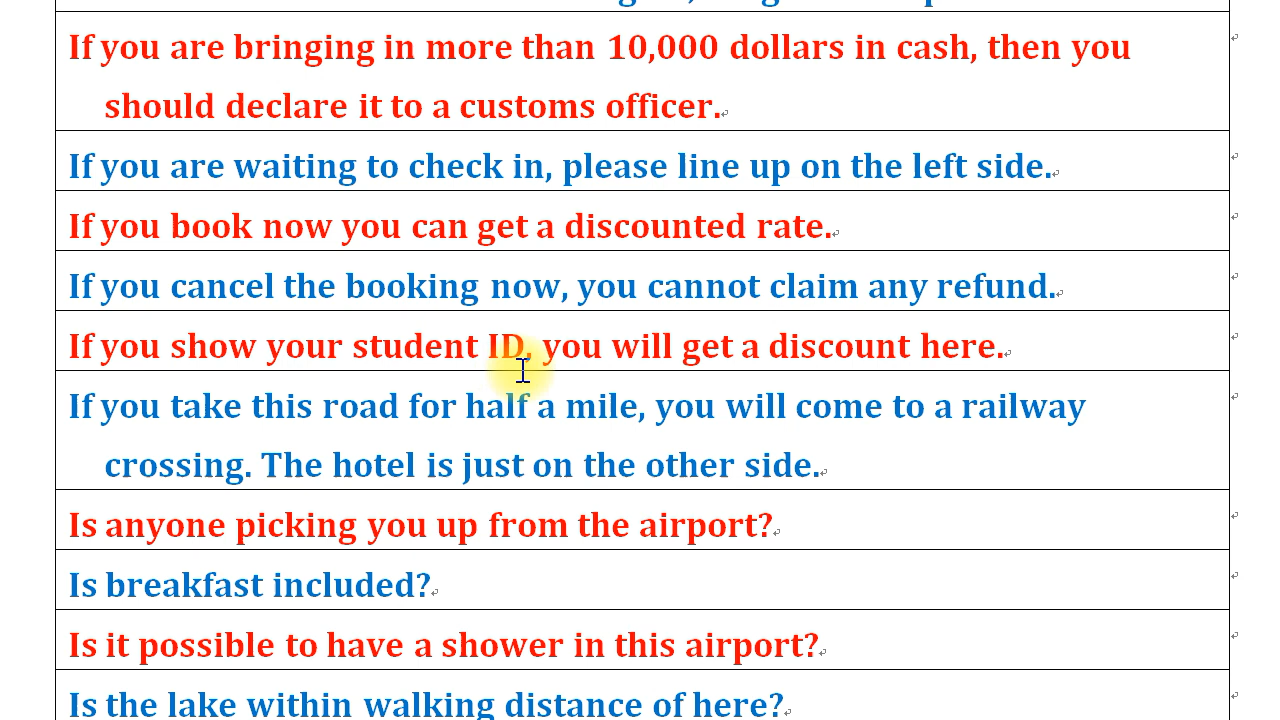 If you are bringing in more than 10,000 dollars in cash, then you
should declare it to a customs officer.
If you are waiting to check in, please line up on the left side.
If you book now you can get a discounted rate.
If you cancel the booking now, you cannot claim any refund.
If you show your student ID, you will get a discount here.
If you take this road for half a mile, you will come to a railway
crossing. The hotel is just on the other side.
Is anyone picking you up from the airport?
Is breakfast included?
Is it possible to have a shower in this airport?
Is the lake within walking distance of here?